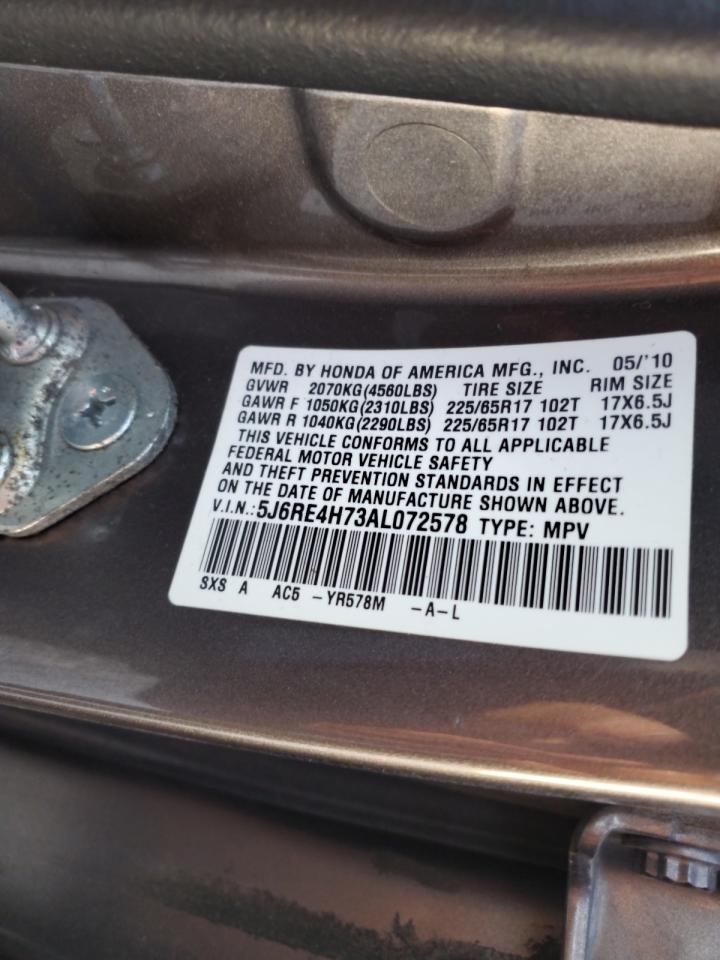 MFD. BY HONDA OF AMERICA MFG., INC. 05/'10
GVWR 2070KG(4560LBS) TIRE SIZE RIM SIZE
GAWR F 1050KG(2310LBS) 225/65R17 102T 17X6.5J
GAWR R 1040KG(2290LBS) 225/65R17 102T 17X6.5J
THIS VEHICLE CONFORMS TO ALL APPLICABLE
FEDERAL MOTOR VEHICLE SAFETY
AND THEFT PREVENTION STANDARDS IN EFFECT
ON THE DATE OF MANUFACTURE SHOWN ABOVE.
V.I.N.:5J6RE4H73AL072578 TYPE: MPV
SXS A AC5 -YR578M -A-L